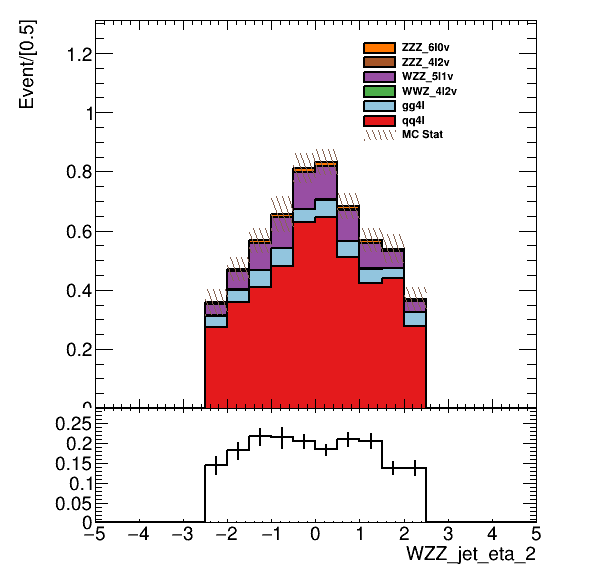 Event/[0.5]
1.2
1
0.8
0.6
0.4
0.2
0
ZZZ_6l0v
ZZZ_4l2v
WZZ_5l1v
WWZ_4l2v
gg4l
qq4l
MC Stat
0.25
0.2
0.15
0.1
0.05
0
−5 −4 −3 −2 −1 0 1 2 3 4 5
WZZ_jet_eta_2